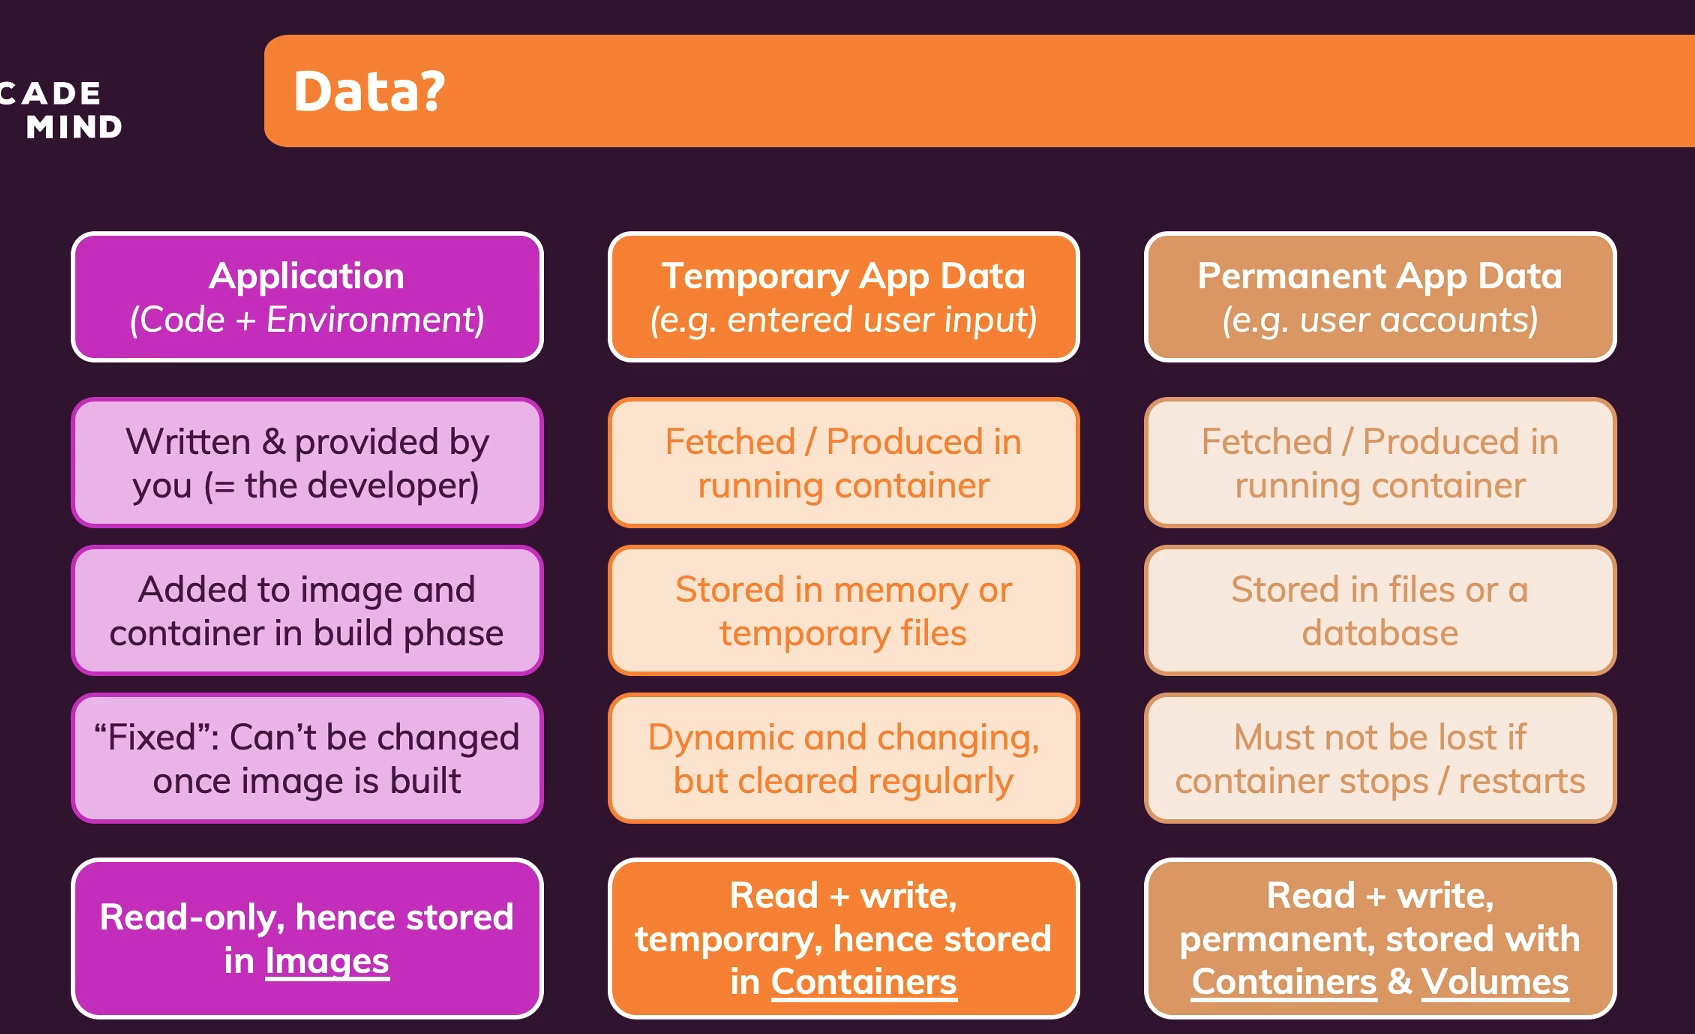 CADE
MIND
Data?
Application
(Code + Environment)
Written & provided by
you (= the developer)
Added to image and
container in build phase
“Fixed”: Can’t be changed
once image is built
Read-only, hence stored
in Images
Temporary App Data
(e.g. entered user input)
Fetched / Produced in
running container
Stored in memory or
temporary files
Dynamic and changing,
but cleared regularly
Read + write,
temporary, hence stored
in Containers
Permanent App Data
(e.g. user accounts)
Fetched / Produced in
running container
Stored in files or a
database
Must not be lost if
container stops / restarts
Read + write,
permanent, stored with
Containers & Volumes